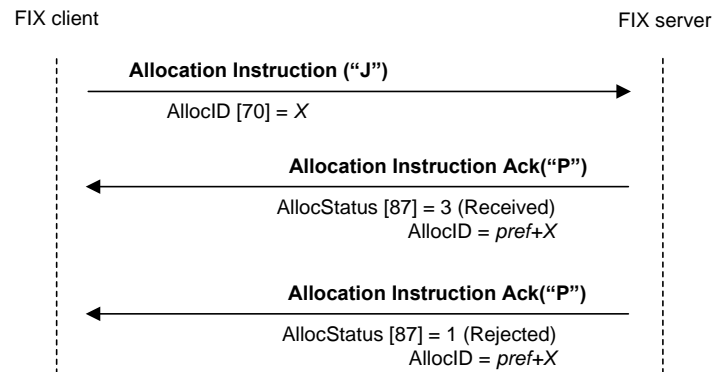 FIX client
FIX server
Allocation Instruction (“J”)
AllocID [70] = X
Allocation Instruction Ack(“P”)
AllocStatus [87] = 3 (Received)
AllocID = pref+X
Allocation Instruction Ack(“P”)
AllocStatus [87] = 1 (Rejected)
AllocID = pref+X